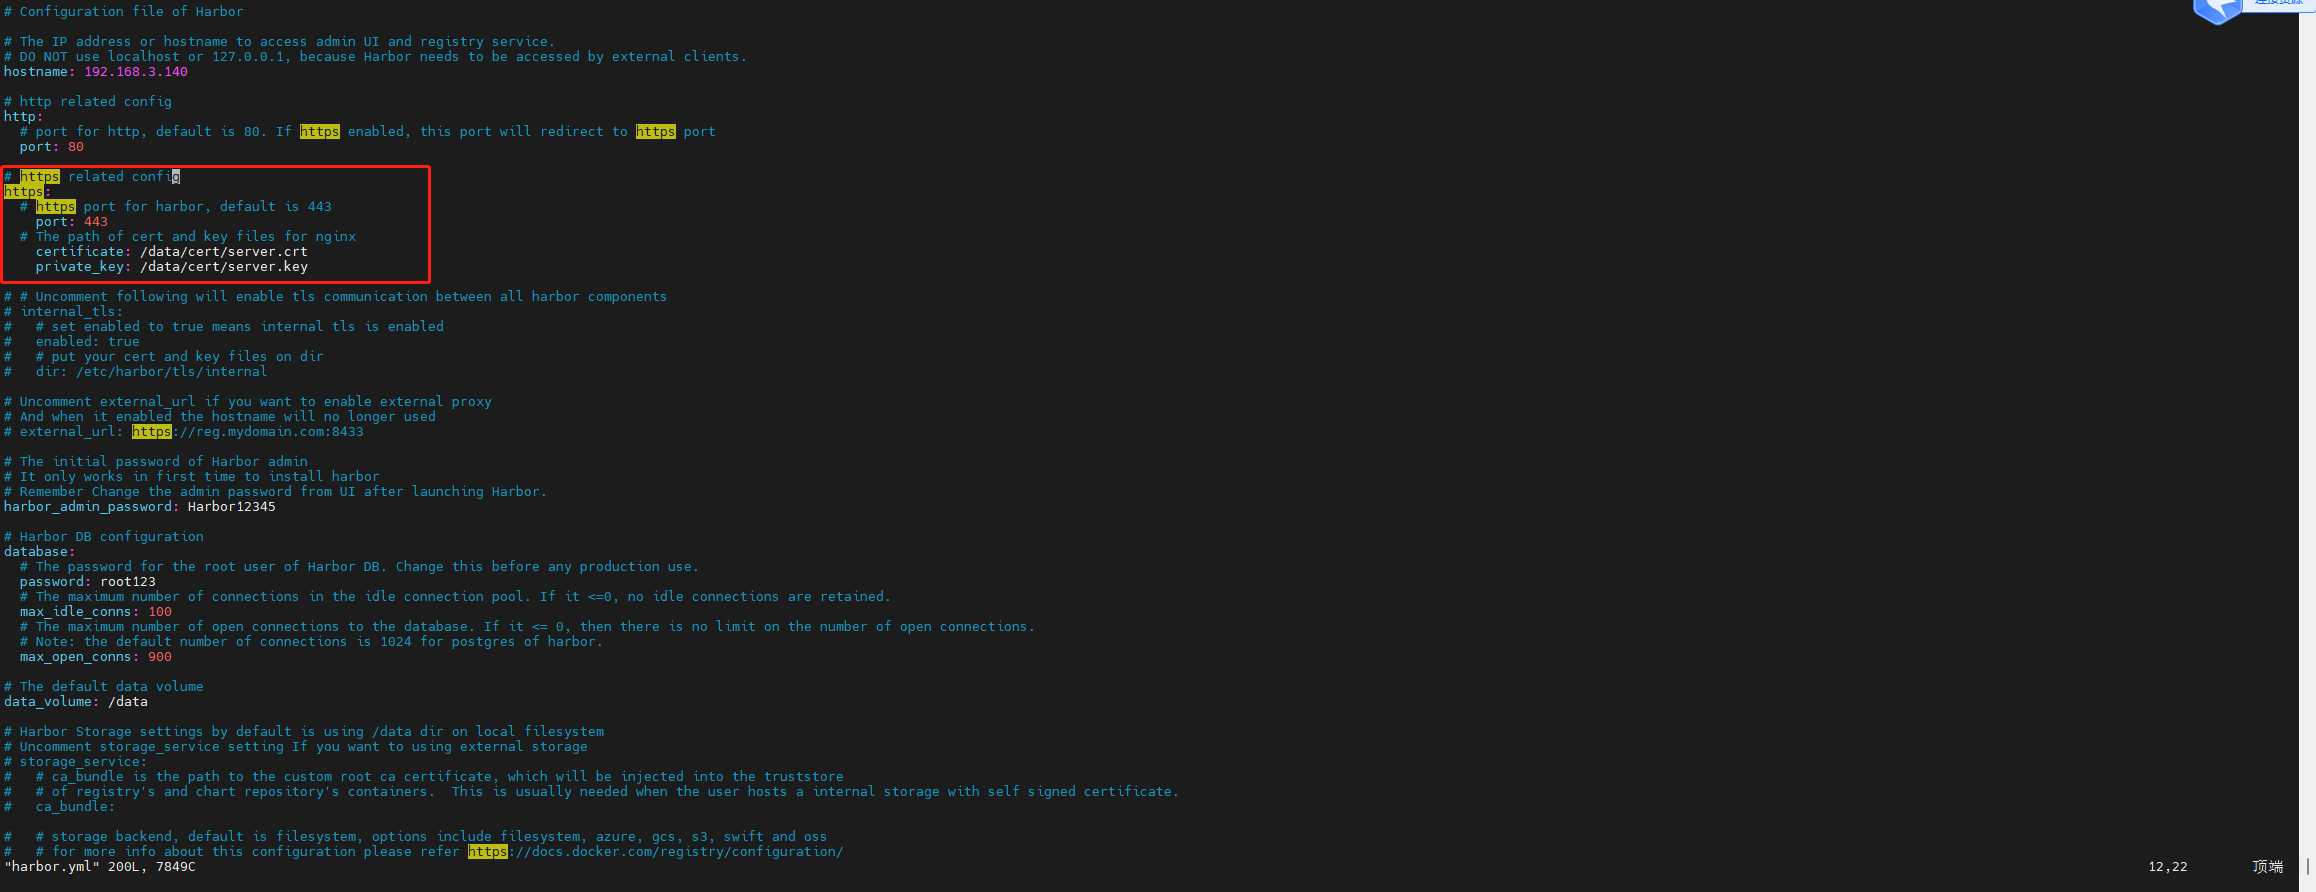 连接资源
# Configuration file of Harbor
# The IP address or hostname to access admin UI and registry service.
# DO NOT use localhost or 127.0.0.1, because Harbor needs to be accessed by external clients.
hostname: 192.168.3.140
# http related config
http:
  # port for http, default is 80. If https enabled, this port will redirect to https port
  port: 80
# https related config
https:
  # https port for harbor, default is 443
    port: 443
  # The path of cert and key files for nginx
    certificate: /data/cert/server.crt
    private_key: /data/cert/server.key
# # Uncomment following will enable tls communication between all harbor components
# internal_tls:
#   # set enabled to true means internal tls is enabled
#   enabled: true
#   # put your cert and key files on dir
#   dir: /etc/harbor/tls/internal
# Uncomment external_url if you want to enable external proxy
# And when it enabled the hostname will no longer used
# external_url: https://reg.mydomain.com:8433
# The initial password of Harbor admin
# It only works in first time to install harbor
# Remember Change the admin password from UI after launching Harbor.
harbor_admin_password: Harbor12345
# Harbor DB configuration
database:
  # The password for the root user of Harbor DB. Change this before any production use.
  password: root123
  # The maximum number of connections in the idle connection pool. If it <=0, no idle connections are retained.
  max_idle_conns: 100
  # The maximum number of open connections to the database. If it <= 0, then there is no limit on the number of open connections.
  # Note: the default number of connections is 1024 for postgres of harbor.
  max_open_conns: 900
# The default data volume
data_volume: /data
# Harbor Storage settings by default is using /data dir on local filesystem
# Uncomment storage_service setting If you want to using external storage
# storage_service:
#   # ca_bundle is the path to the custom root ca certificate, which will be injected into the truststore
#   # of registry's and chart repository's containers.  This is usually needed when the user hosts a internal storage with self signed certificate.
#   ca_bundle:
#   # storage backend, default is filesystem, options include filesystem, azure, gcs, s3, swift and oss
#   # for more info about this configuration please refer https://docs.docker.com/registry/configuration/
"harbor.yml" 200L, 7849C 12,22 顶端